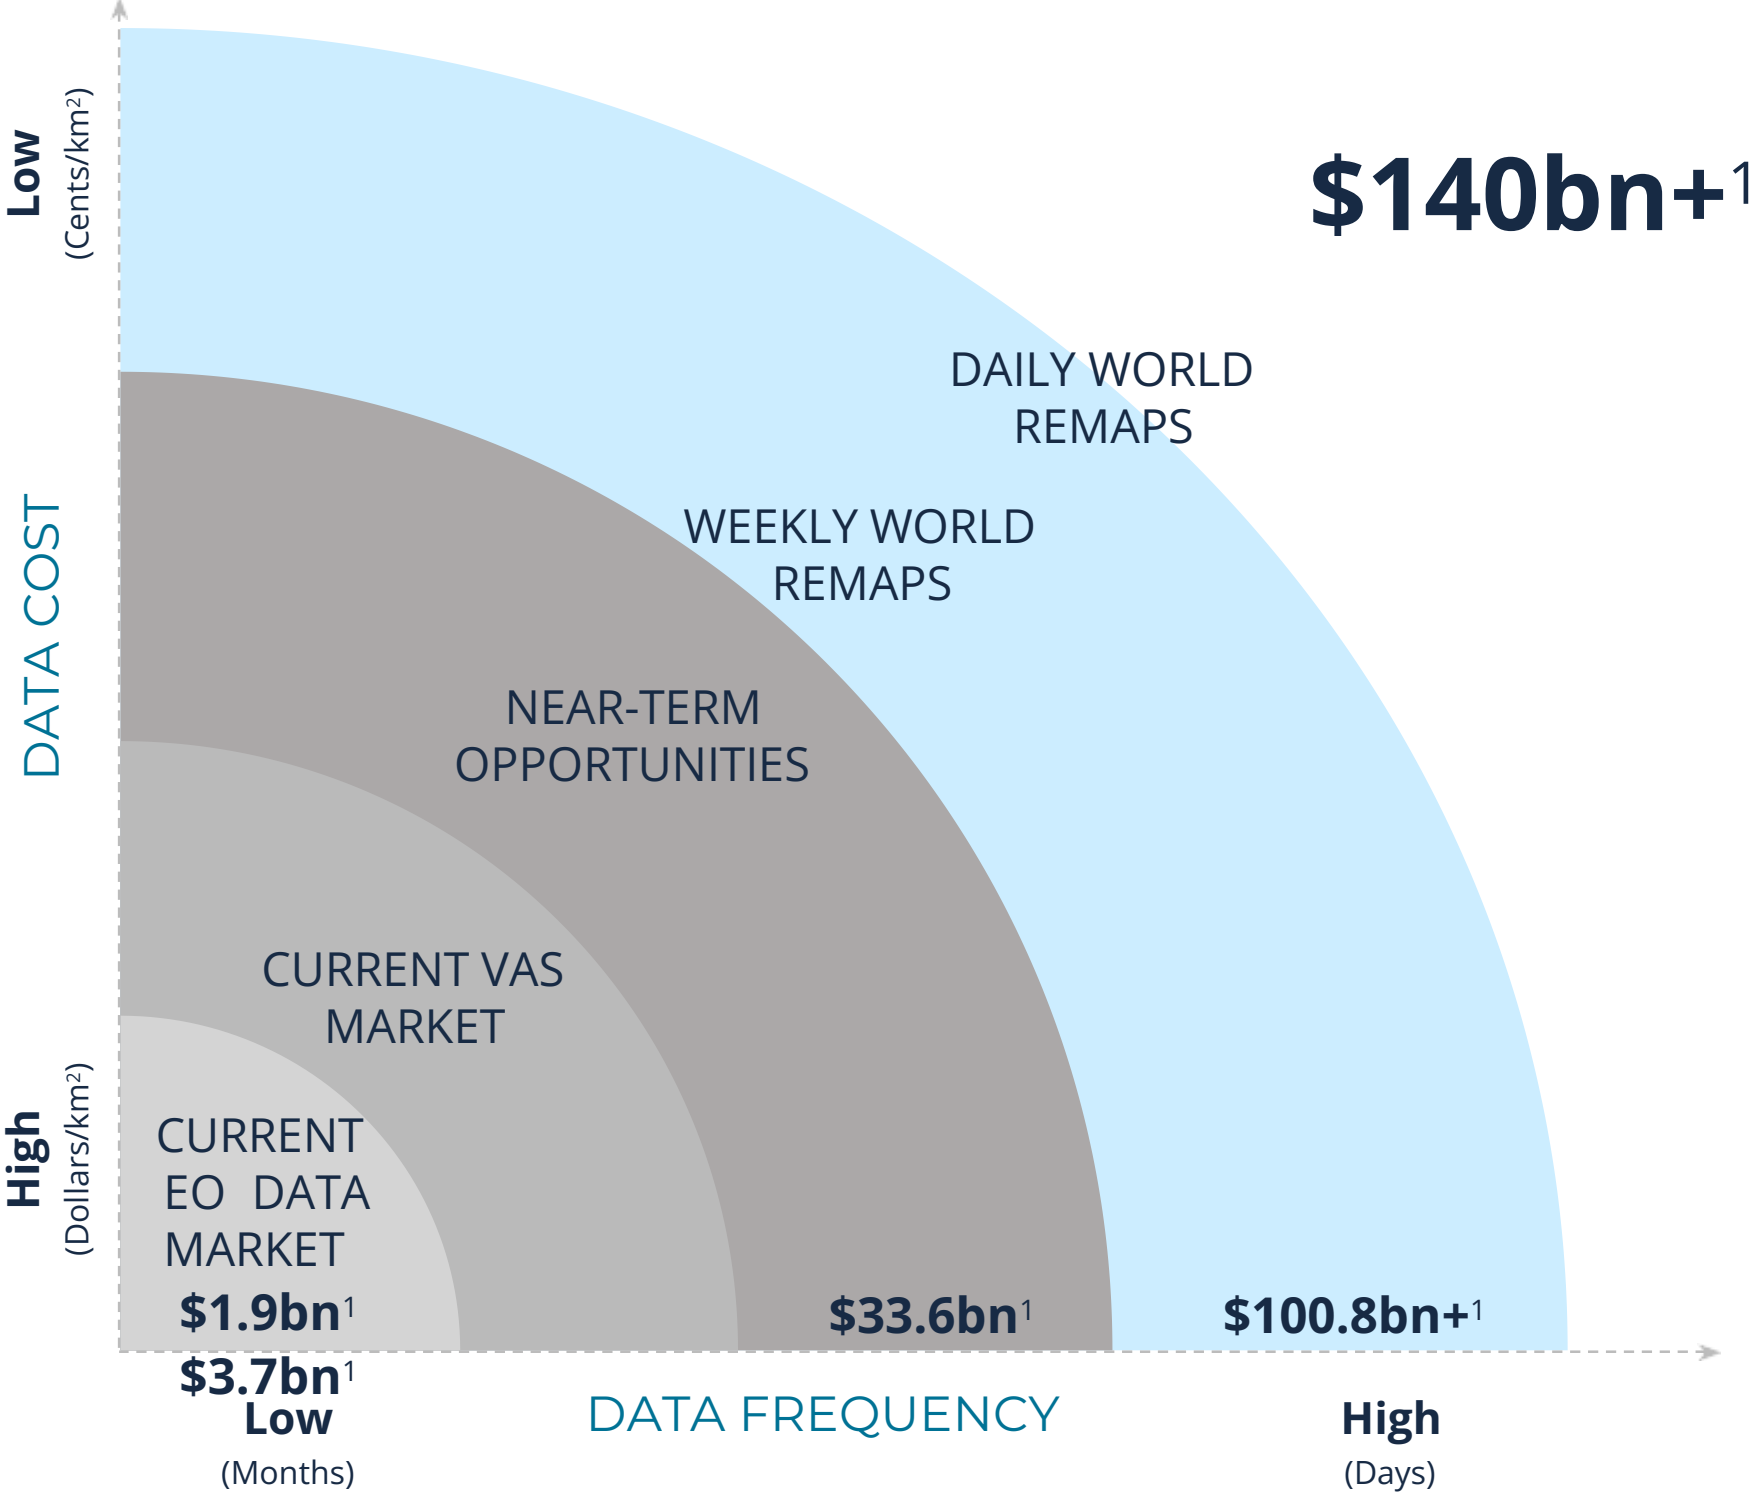 $140bn+¹
Low
(Cents/km²)
DATA COST
High
(Dollars/km²)
DAILY WORLD
REMAPS
WEEKLY WORLD
REMAPS
NEAR-TERM
OPPORTUNITIES
CURRENT VAS
MARKET
CURRENT
EO DATA
MARKET
$1.9bn¹
$3.7bn¹
$33.6bn¹
$100.8bn+¹
Low
(Months)
DATA FREQUENCY
High
(Days)